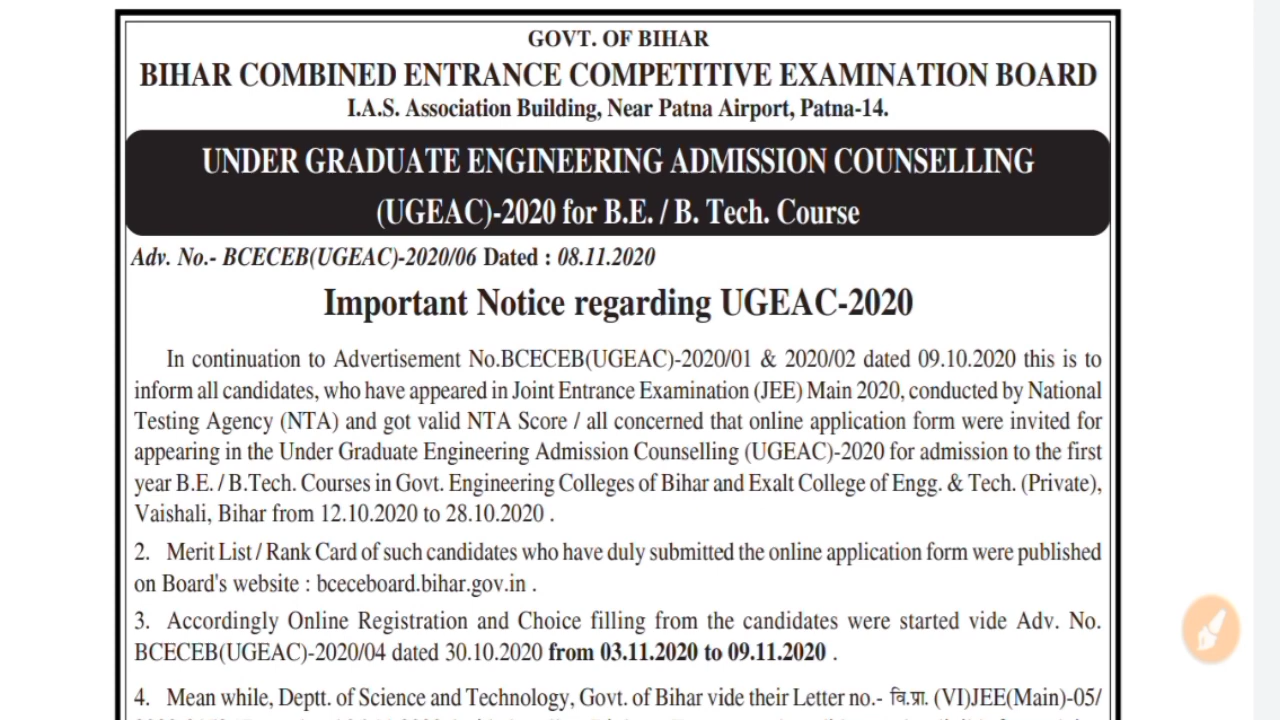 GOVT. OF BIHAR
BIHAR COMBINED ENTRANCE COMPETITIVE EXAMINATION BOARD
I.A.S. Association Building, Near Patna Airport, Patna-14.
UNDER GRADUATE ENGINEERING ADMISSION COUNSELLING
(UGEAC)-2020 for B.E. / B. Tech. Course
Adv. No.- BCECEB(UGEAC)-2020/06 Dated : 08.11.2020
Important Notice regarding UGEAC-2020
In continuation to Advertisement No.BCECEB(UGEAC)-2020/01 & 2020/02 dated 09.10.2020 this is to
inform all candidates, who have appeared in Joint Entrance Examination (JEE) Main 2020, conducted by National
Testing Agency (NTA) and got valid NTA Score / all concerned that online application form were invited for
appearing in the Under Graduate Engineering Admission Counselling (UGEAC)-2020 for admission to the first
year B.E. / B.Tech. Courses in Govt. Engineering Colleges of Bihar and Exalt College of Engg. & Tech. (Private),
Vaishali, Bihar from 12.10.2020 to 28.10.2020 .
2. Merit List / Rank Card of such candidates who have duly submitted the online application form were published
on Board's website : bceceboard.bihar.gov.in .
3. Accordingly Online Registration and Choice filling from the candidates were started vide Adv. No.
BCECEB(UGEAC)-2020/04 dated 30.10.2020 from 03.11.2020 to 09.11.2020 .
4. Mean while, Deptt. of Science and Technology, Govt. of Bihar vide their Letter no.- वि.प्रा. (VI)JEE(Main)-05/